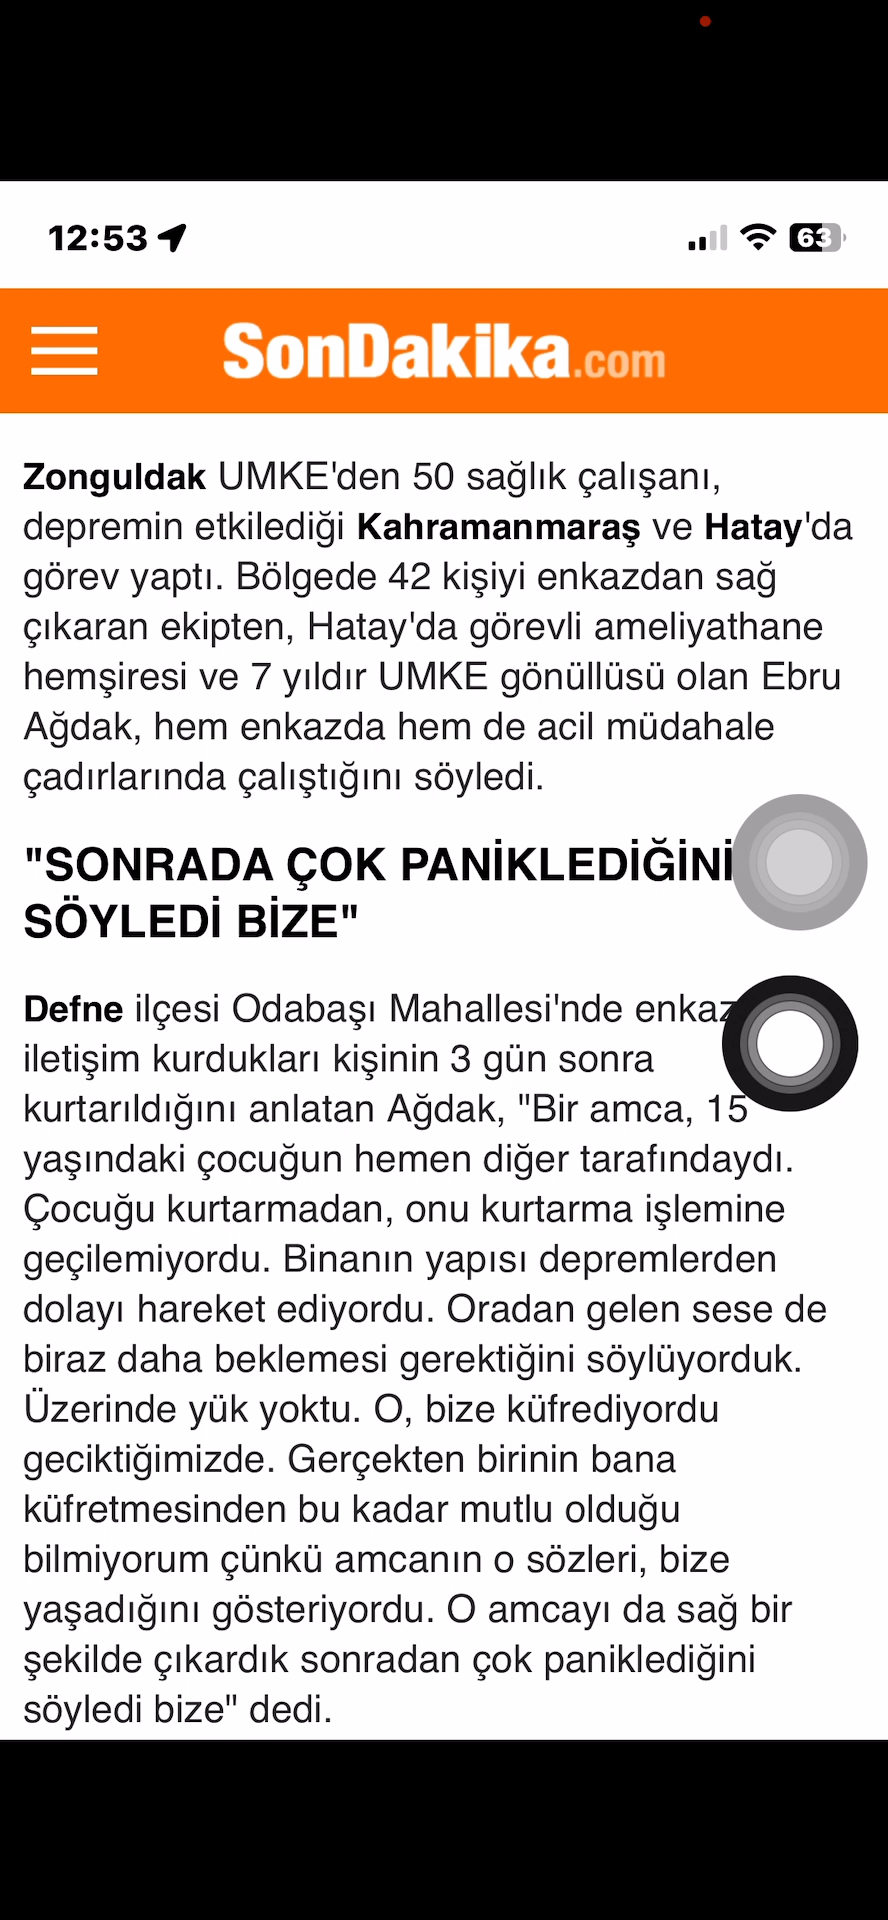 12:53
63
SonDakika.com
Zonguldak UMKE'den 50 sağlık çalışanı,
depremin etkilediği Kahramanmaraş ve Hatay'da
görev yaptı. Bölgede 42 kişiyi enkazdan sağ
çıkaran ekipten, Hatay'da görevli ameliyathane
hemşiresi ve 7 yıldır UMKE gönüllüsü olan Ebru
Ağdak, hem enkazda hem de acil müdahale
çadırlarında çalıştığını söyledi.
"SONRADA ÇOK PANİKLEDİĞİNİ
SÖYLEDİ BİZE"
Defne ilçesi Odabaşı Mahallesi'nde
iletişim kurdukları kişinin 3 gün sonra
kurtarıldığını anlatan Ağdak, "Bir amca, 15
yaşındaki çocuğun hemen diğer tarafındaydı.
Çocuğu kurtarmadan, onu kurtarma işlemine
geçilemiyordu. Binanın yapısı depremlerden
dolayı hareket ediyordu. Oradan gelen sese de
biraz daha beklemesi gerektiğini söylüyorduk.
Üzerinde yük yoktu. O, bize küfrediyordu
geciktiğimizde. Gerçekten birinin bana
küfretmesinden bu kadar mutlu olduğu
bilmiyorum çünkü amcanın o sözleri, bize
yaşadığını gösteriyordu. O amcayı da sağ bir
şekilde çıkardık sonradan çok paniklediğini
söyledi bize" dedi.